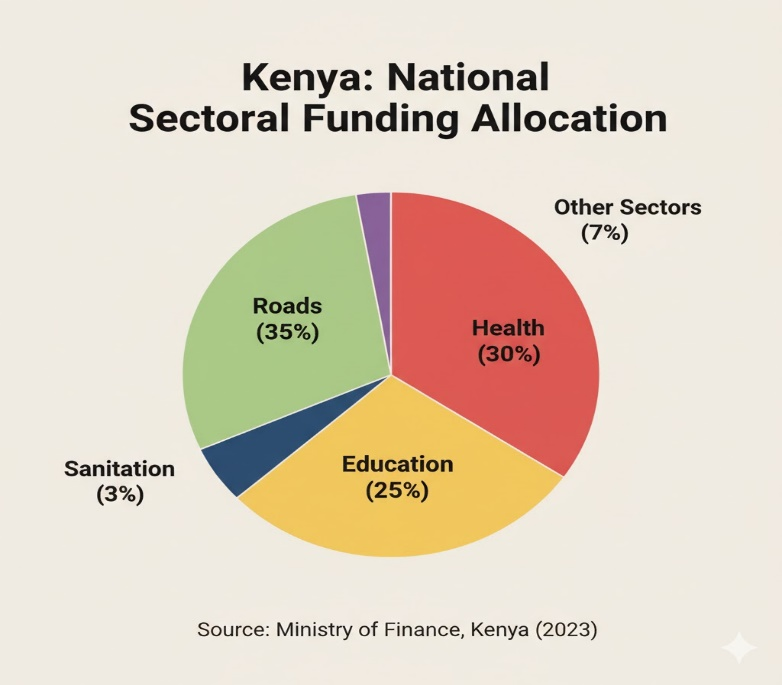 Kenya: National
Sectoral Funding Allocation
Other Sectors
(7%)
Roads
(35%)
Health
(30%)
Sanitation
(3%)
Education
(25%)
Source: Ministry of Finance, Kenya (2023)